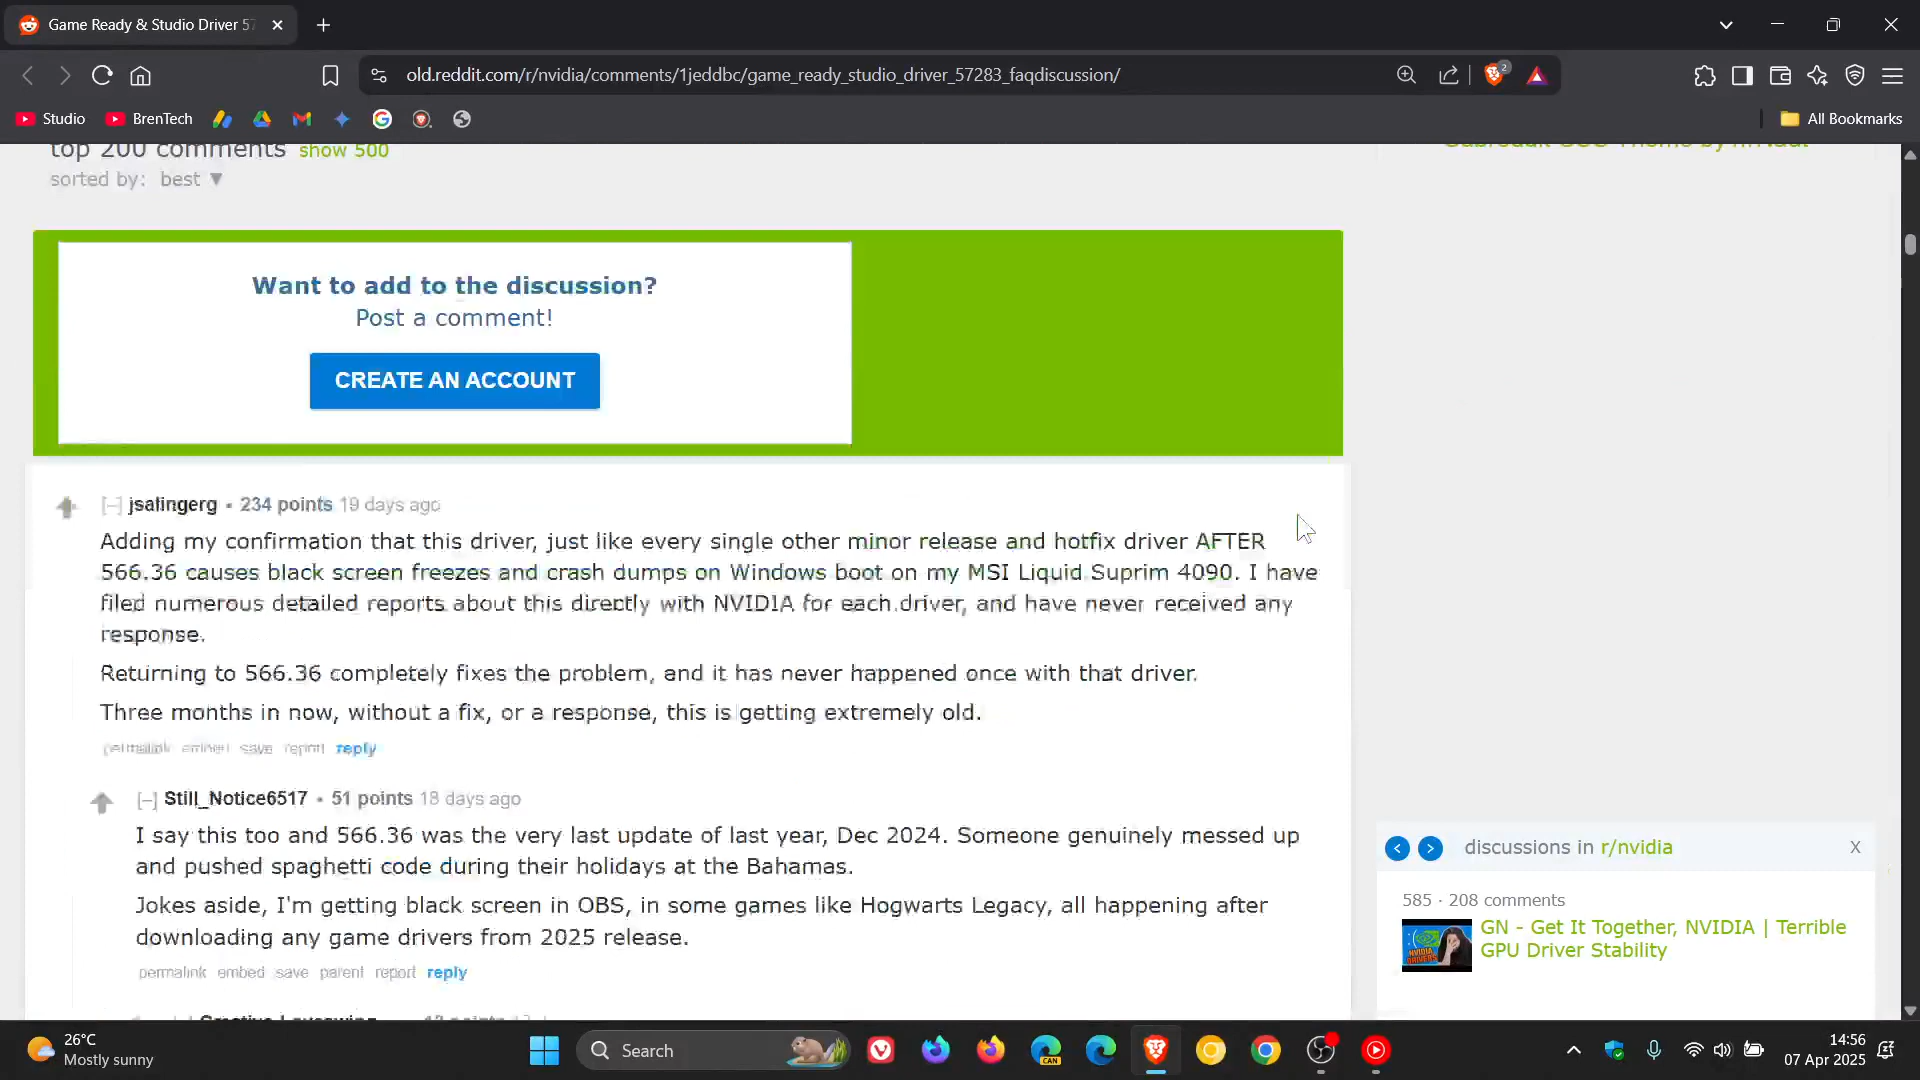 Game Ready & Studio Driver 57
old.reddit.com/r/nvidia/comments/1jeddbc/game_ready_studio_driver_57283_faqdiscussion/
2
Studio
BrenTech
All Bookmarks
top 200 comments show 500
sorted by: best ▼
Want to add to the discussion?
Post a comment!
CREATE AN ACCOUNT
[–] jsalingerg • 234 points 19 days ago
Adding my confirmation that this driver, just like every single other minor release and hotfix driver AFTER
566.36 causes black screen freezes and crash dumps on Windows boot on my MSI Liquid Suprim 4090. I have
filed numerous detailed reports about this directly with NVIDIA for each driver, and have never received any
response.
Returning to 566.36 completely fixes the problem, and it has never happened once with that driver.
Three months in now, without a fix, or a response, this is getting extremely old.
permalink embed save report reply
[–] Still_Notice6517 • 51 points 18 days ago
I say this too and 566.36 was the very last update of last year, Dec 2024. Someone genuinely messed up
and pushed spaghetti code during their holidays at the Bahamas.
Jokes aside, I'm getting black screen in OBS, in some games like Hogwarts Legacy, all happening after
downloading any game drivers from 2025 release.
permalink embed save parent report reply
discussions in r/nvidia X
585 · 208 comments
GN - Get It Together, NVIDIA | Terrible
GPU Driver Stability
26°C
Mostly sunny
Search
CAN
14:56
07 Apr 2025